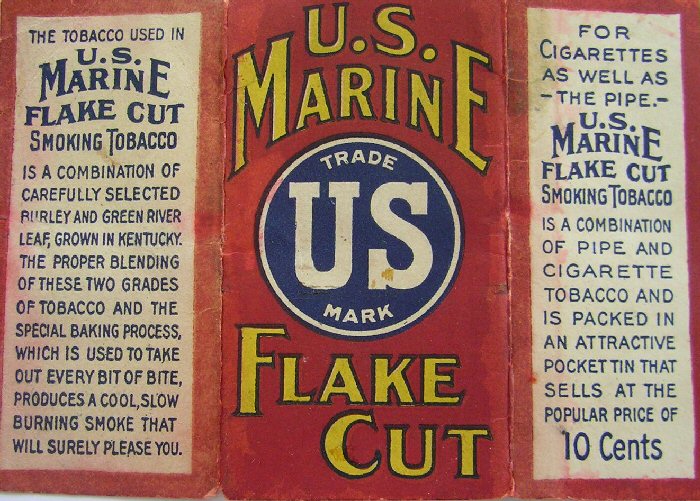 THE TOBACCO USED IN
U.S.
MARINE
FLAKE CUT
SMOKING TOBACCO
IS A COMBINATION OF
CAREFULLY SELECTED
BURLEY AND GREEN RIVER
LEAF, GROWN IN KENTUCKY.
THE PROPER BLENDING
OF THESE TWO GRADES
OF TOBACCO AND THE
SPECIAL BAKING PROCESS,
WHICH IS USED TO TAKE
OUT EVERY BIT OF BITE,
PRODUCES A COOL, SLOW
BURNING SMOKE THAT
WILL SURELY PLEASE YOU.
U.S.
MARINE
TRADE
US
MARK
FLAKE
CUT
FOR
CIGARETTES
AS WELL AS
-THE PIPE.-
U.S.
MARINE
FLAKE CUT
SMOKING TOBACCO
IS A COMBINATION
OF PIPE AND
CIGARETTE
TOBACCO AND
IS PACKED IN
AN ATTRACTIVE
POCKET TIN THAT
SELLS AT THE
POPULAR PRICE OF
10 Cents